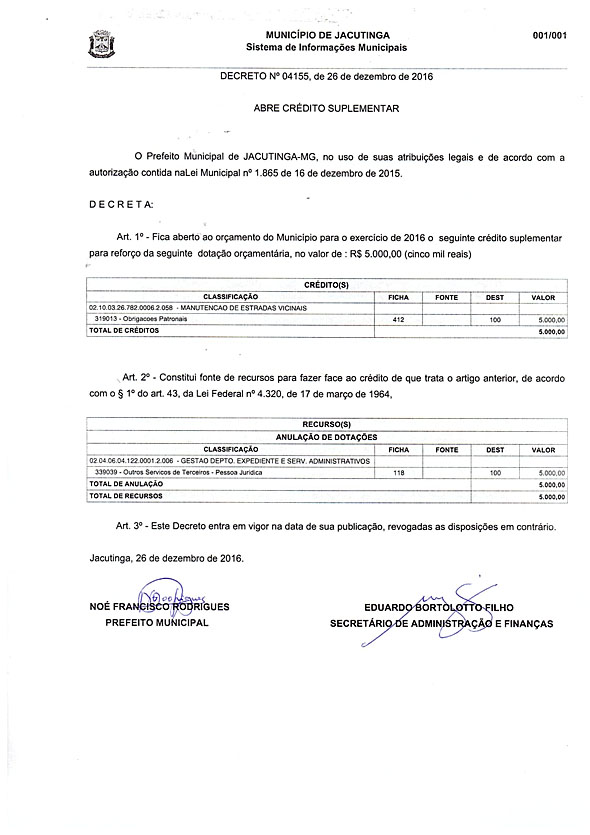 MUNICÍPIO DE JACUTINGA 001/001
Sistema de Informações Municipais
DECRETO Nº 04155, de 26 de dezembro de 2016
ABRE CRÉDITO SUPLEMENTAR
O Prefeito Municipal de JACUTINGA-MG, no uso de suas atribuições legais e de acordo com a
autorização contida naLei Municipal nº 1.865 de 16 de dezembro de 2015.
D E C R E T A:
Art. 1º - Fica aberto ao orçamento do Município para o exercício de 2016 o seguinte crédito suplementar
para reforço da seguinte dotação orçamentária, no valor de : R$ 5.000,00 (cinco mil reais)
CRÉDITO(S)
CLASSIFICAÇÃO FICHA FONTE DEST VALOR
02.10.03.26.782.0006.2.058 - MANUTENCAO DE ESTRADAS VICINAIS
319013 - Obrigacoes Patronais 412 100 5.000,00
TOTAL DE CRÉDITOS 5.000,00
Art. 2º - Constitui fonte de recursos para fazer face ao crédito de que trata o artigo anterior, de acordo
com o § 1º do art. 43, da Lei Federal nº 4.320, de 17 de março de 1964,
RECURSO(S)
ANULAÇÃO DE DOTAÇÕES
CLASSIFICAÇÃO FICHA FONTE DEST VALOR
02.04.06.04.122.0001.2.006 - GESTAO DEPTO. EXPEDIENTE E SERV. ADMINISTRATIVOS
339039 - Outros Servicos de Terceiros - Pessoa Juridica 118 100 5.000,00
TOTAL DE ANULAÇÃO 5.000,00
TOTAL DE RECURSOS 5.000,00
Art. 3º - Este Decreto entra em vigor na data de sua publicação, revogadas as disposições em contrário.
Jacutinga, 26 de dezembro de 2016.
NOÉ FRANCISCO RODRIGUES EDUARDO BORTOLOTTO FILHO
PREFEITO MUNICIPAL SECRETÁRIO DE ADMINISTRAÇÃO E FINANÇAS